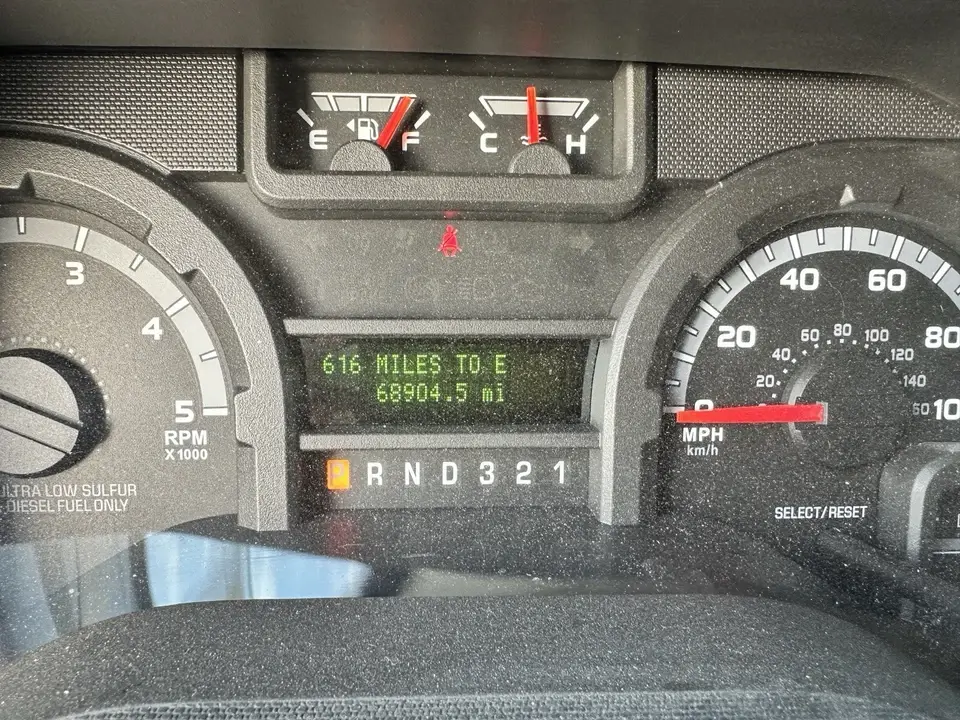 E F
C H
3
4
5
RPM
X1000
ULTRA LOW SULFUR
DIESEL FUEL ONLY
616 MILES TO E
68904.5 mi
P R N D 3 2 1
0 20 40 60 80
20 40 60 80 100 120 140
MPH
km/h
SELECT/RESET